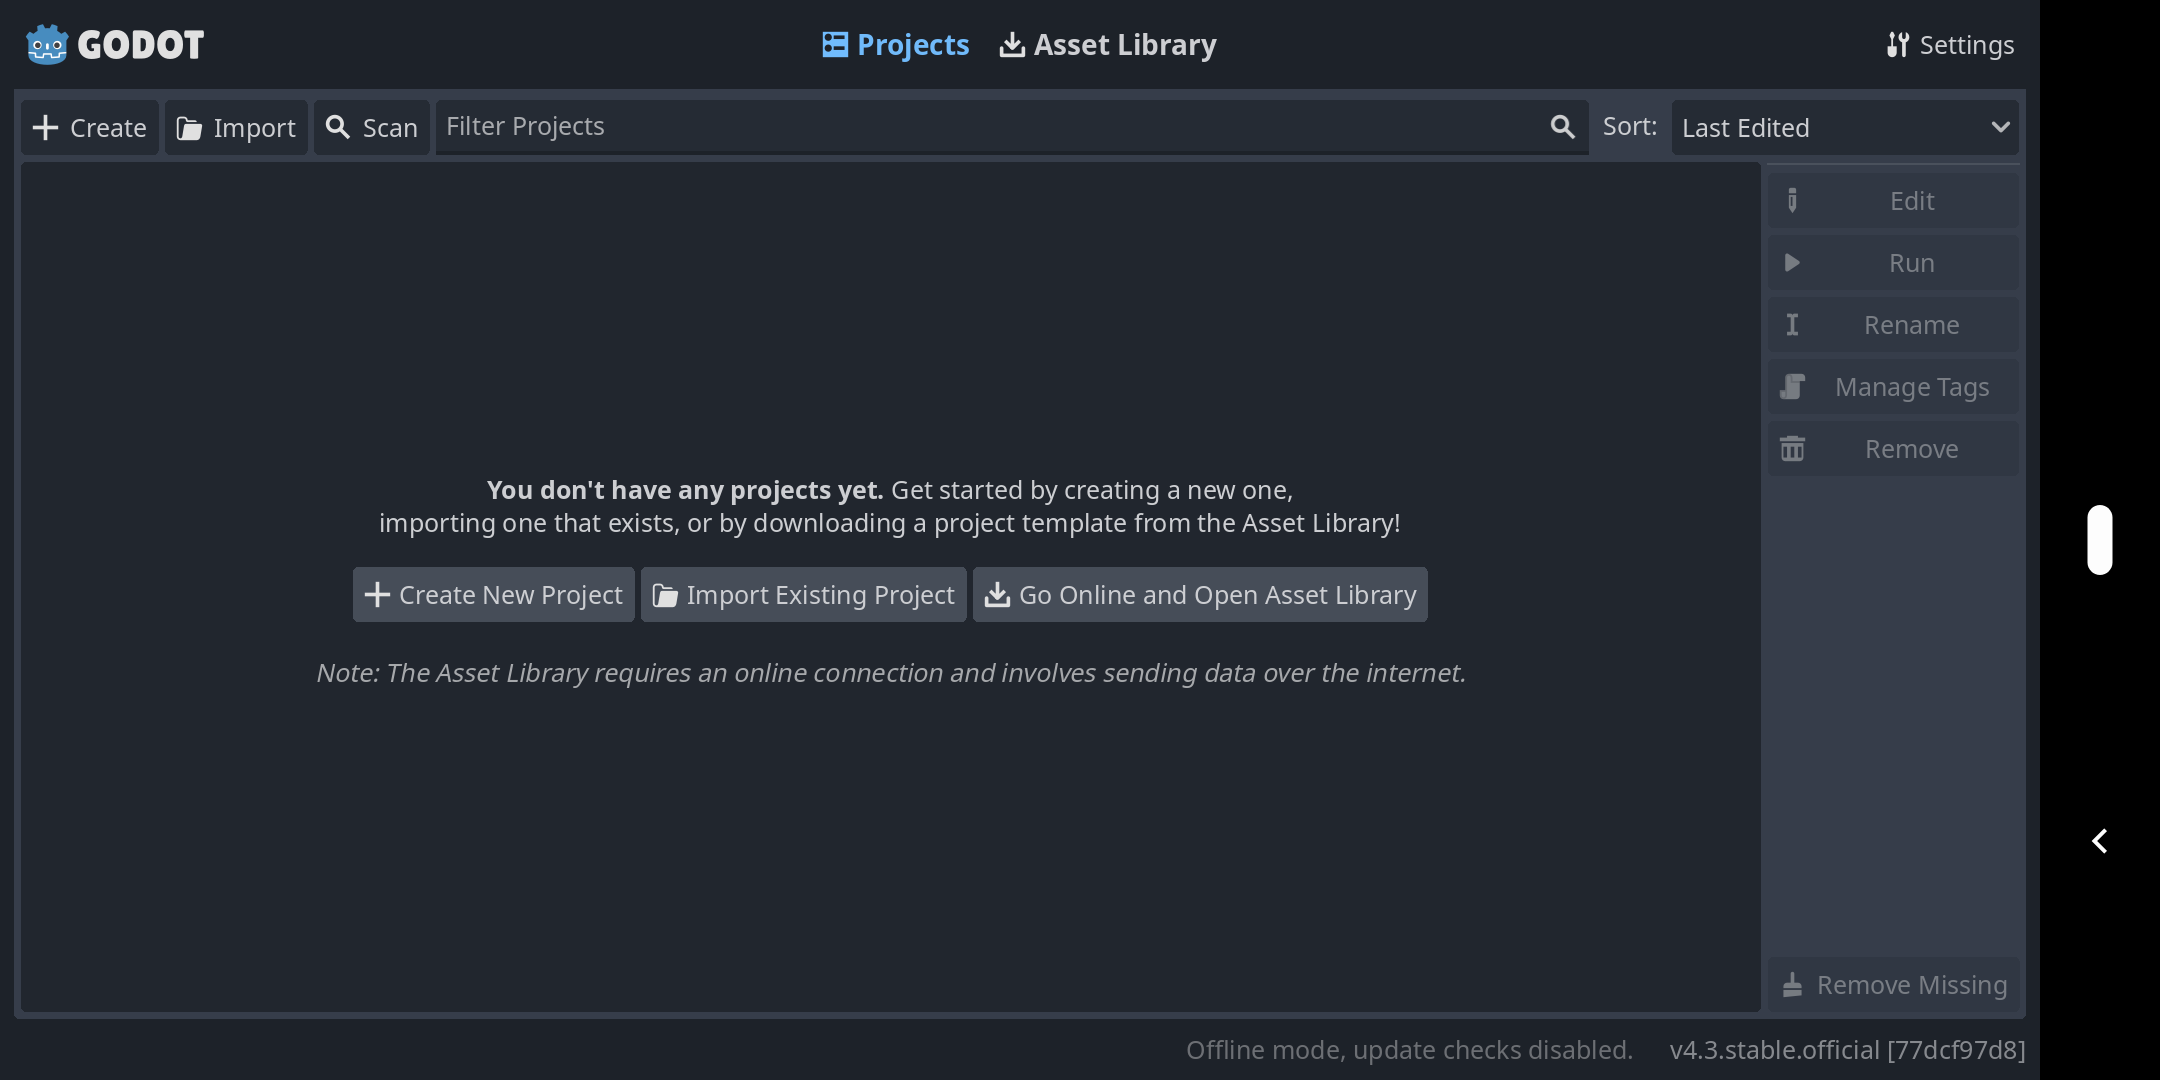 GODOT
Projects
Asset Library
Settings
Create
Import
Scan
Filter Projects
Sort:
Last Edited
Edit
Run
Rename
Manage Tags
Remove
You don't have any projects yet. Get started by creating a new one,
importing one that exists, or by downloading a project template from the Asset Library!
Create New Project
Import Existing Project
Go Online and Open Asset Library
Note: The Asset Library requires an online connection and involves sending data over the internet.
Remove Missing
Offline mode, update checks disabled.
v4.3.stable.official [77dcf97d8]